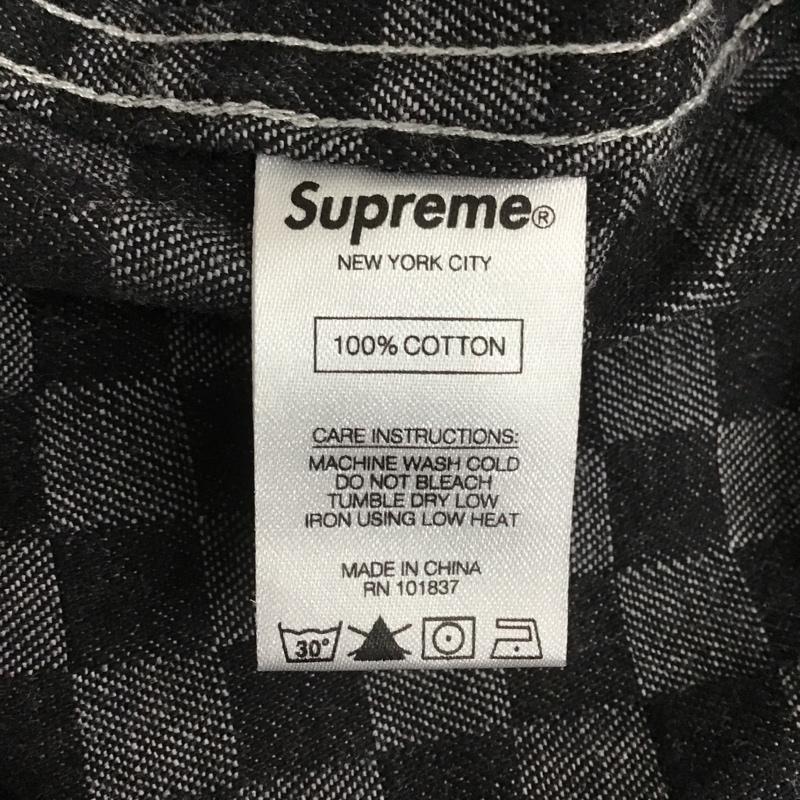 Supreme®
NEW YORK CITY
100% COTTON
CARE INSTRUCTIONS:
MACHINE WASH COLD
DO NOT BLEACH
TUMBLE DRY LOW
IRON USING LOW HEAT
MADE IN CHINA
RN 101837
30°